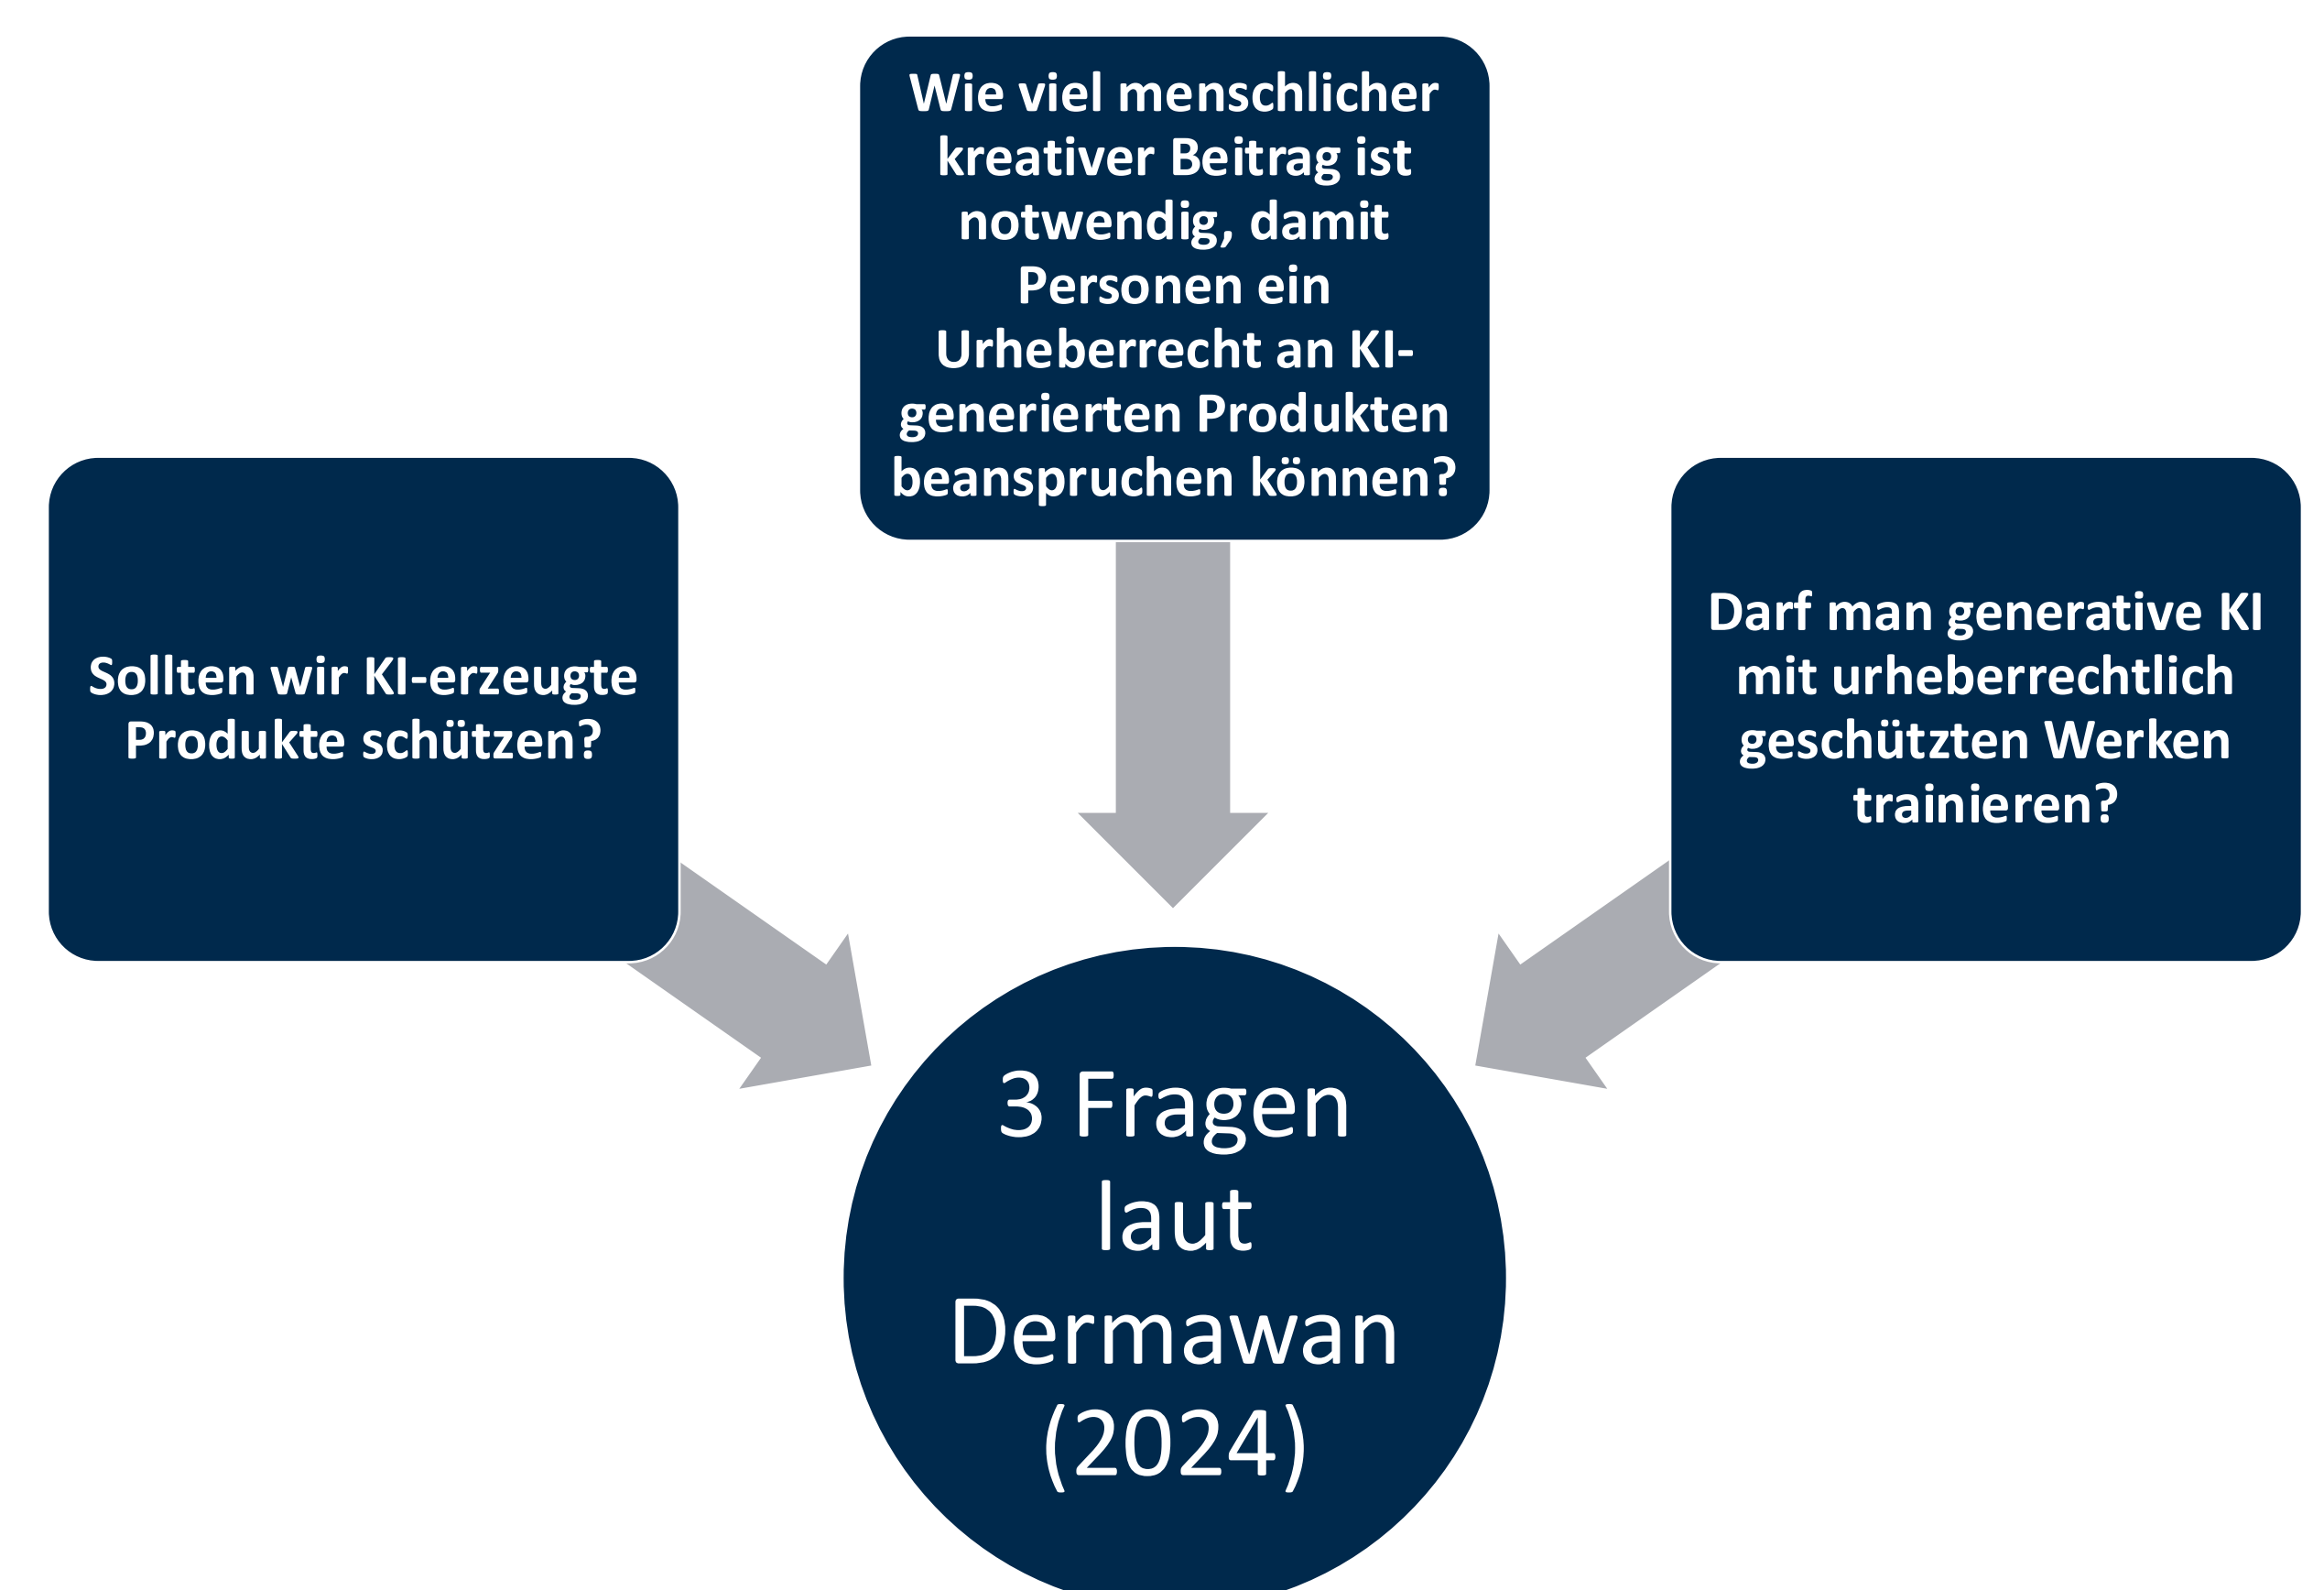 Wie viel menschlicher
kreativer Beitrag ist
notwendig, damit
Personen ein
Urheberrecht an KI-
generierten Produkten
beanspruchen können?
Sollten wir KI-erzeugte
Produkte schützen?
Darf man generative KI
mit urheberrechtlich
geschützten Werken
trainieren?
3 Fragen
laut
Dermawan
(2024)